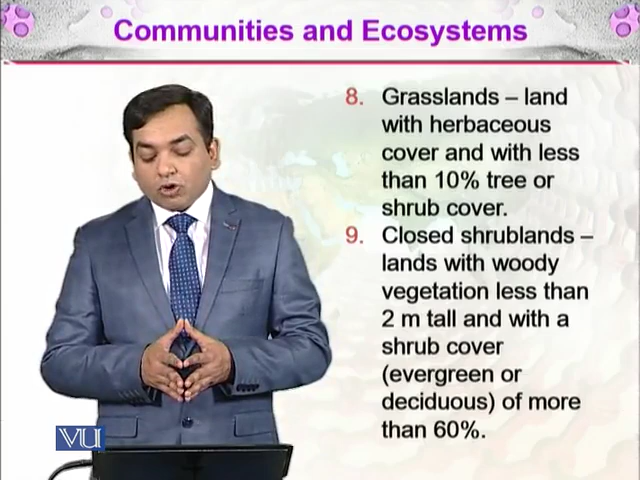 Communities and Ecosystems
8. Grasslands – land
with herbaceous
cover and with less
than 10% tree or
shrub cover.
9. Closed shrublands –
lands with woody
vegetation less than
2 m tall and with a
shrub cover
(evergreen or
deciduous) of more
than 60%.
VU